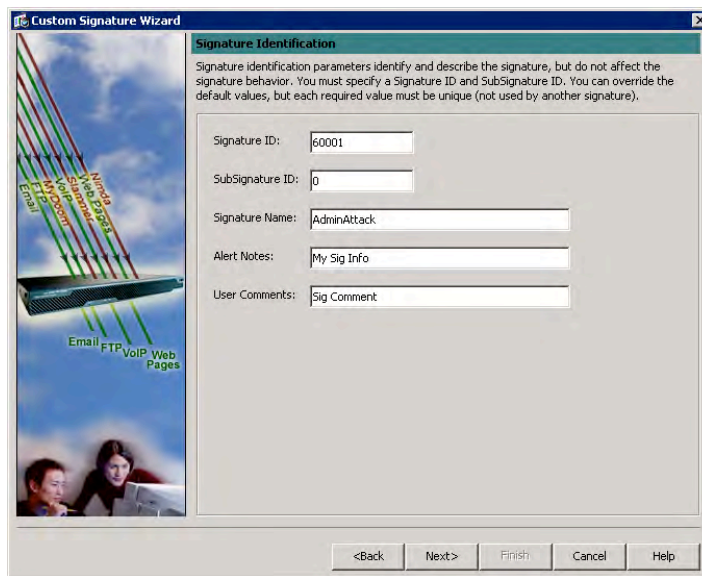 Custom Signature Wizard
Signature Identification
Signature identification parameters identify and describe the signature, but do not affect the
signature behavior. You must specify a Signature ID and SubSignature ID. You can override the
default values, but each required value must be unique (not used by another signature).
Signature ID: 60001
SubSignature ID: 0
Signature Name: AdminAttack
Alert Notes: My Sig Info
User Comments: Sig Comment
Nimda
Web Pages
Slammer
VoIP
MyDoom
FTP
Email
Email
FTP
VoIP
Web
Pages
<Back Next> Finish Cancel Help